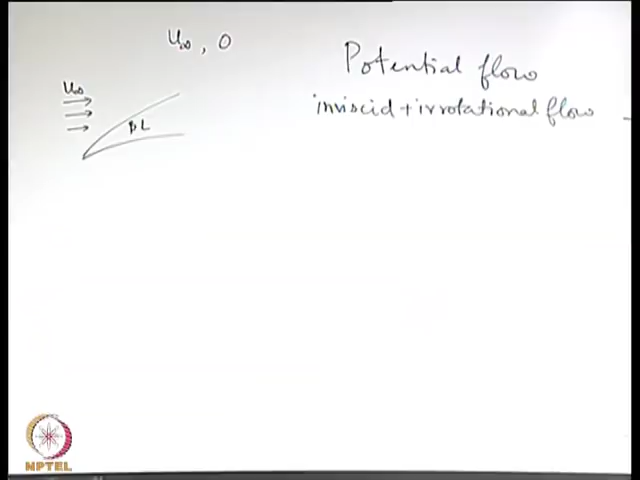 u∞, 0
Potential flow
inviscid + irrotational flow
u∞
BL
NPTEL